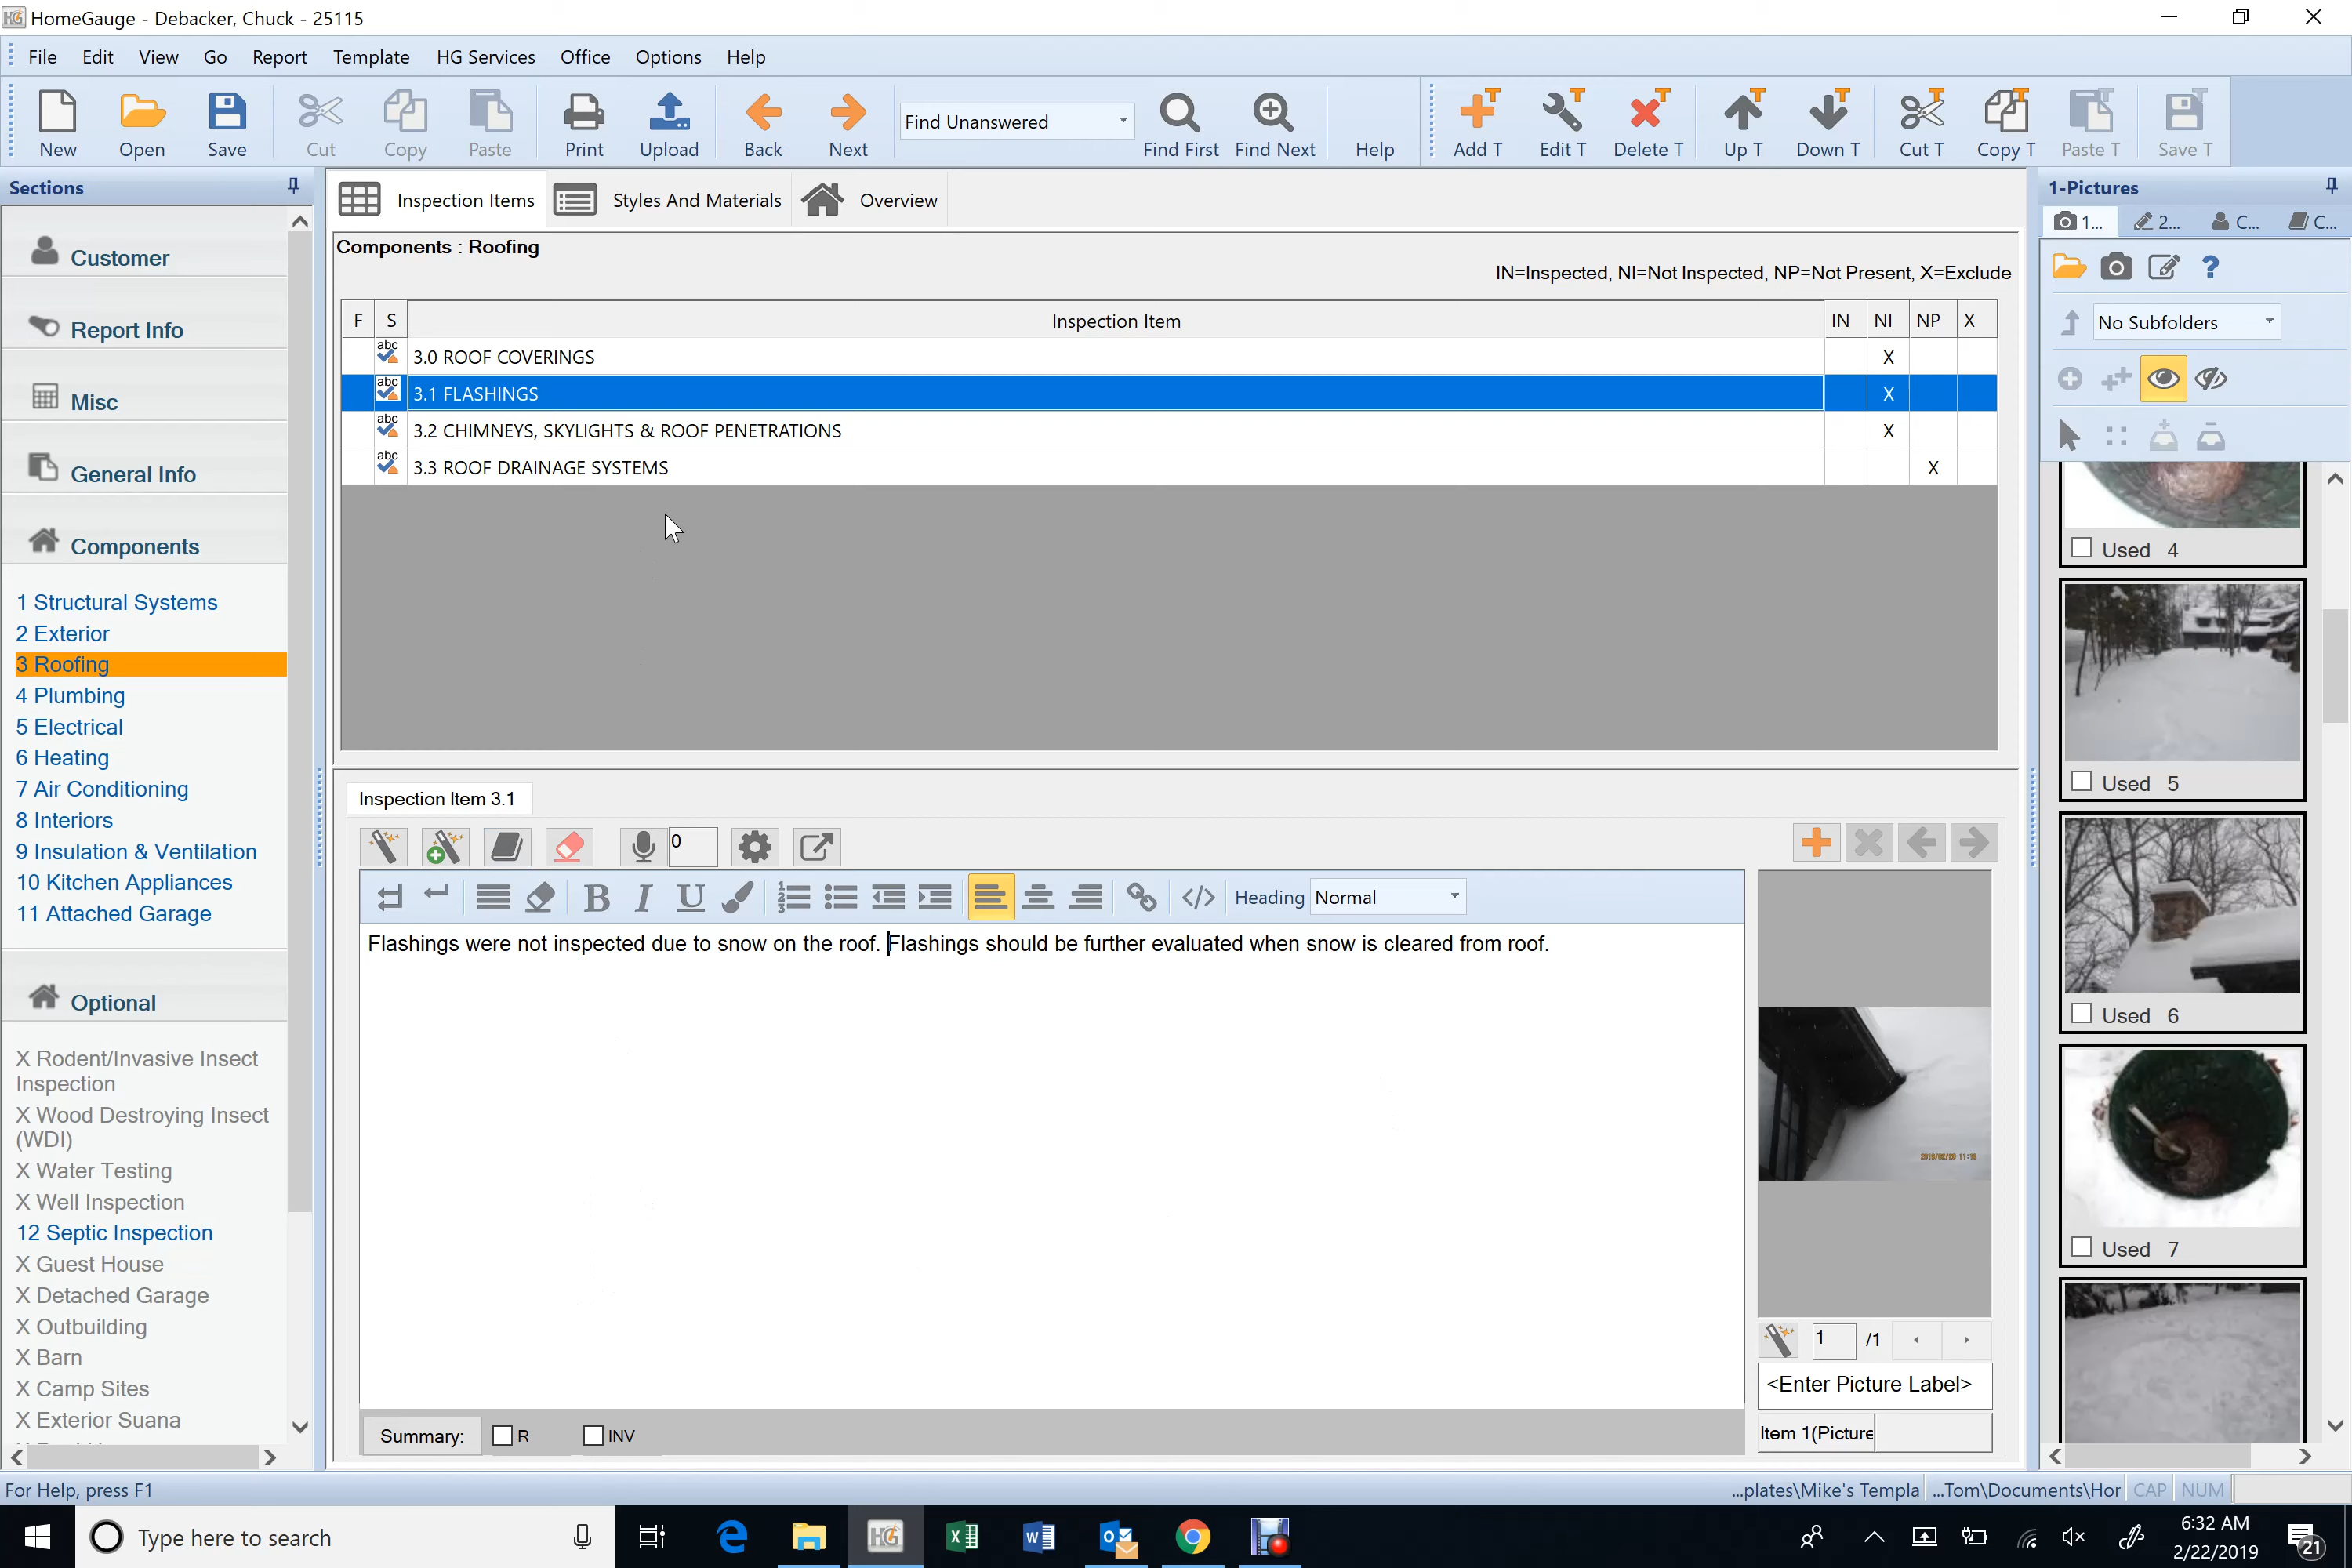 HomeGauge - Debacker, Chuck - 25115
File Edit View Go Report Template HG Services Office Options Help
New Open Save Cut Copy Paste Print Upload Back Next Find Unanswered Find First Find Next Help Add T Edit T Delete T Up T Down T Cut T Copy T Paste T Save T
Sections
Customer
Report Info
Misc
General Info
Components
1 Structural Systems
2 Exterior
3 Roofing
4 Plumbing
5 Electrical
6 Heating
7 Air Conditioning
8 Interiors
9 Insulation & Ventilation
10 Kitchen Appliances
11 Attached Garage
Optional
X Rodent/Invasive Insect
Inspection
X Wood Destroying Insect
(WDI)
X Water Testing
X Well Inspection
12 Septic Inspection
X Guest House
X Detached Garage
X Outbuilding
X Barn
X Camp Sites
X Exterior Suana
Inspection Items Styles And Materials Overview
Components : Roofing
IN=Inspected, NI=Not Inspected, NP=Not Present, X=Exclude
F S Inspection Item IN NI NP X
abc 3.0 ROOF COVERINGS X
abc 3.1 FLASHINGS X
abc 3.2 CHIMNEYS, SKYLIGHTS & ROOF PENETRATIONS X
abc 3.3 ROOF DRAINAGE SYSTEMS X
Inspection Item 3.1
0
B I U Heading Normal
Flashings were not inspected due to snow on the roof. Flashings should be further evaluated when snow is cleared from roof.
Summary: R INV
2019/02/20 11:18
1 /1
<Enter Picture Label>
Item 1(Picture
1-Pictures
1... 2... C... C...
No Subfolders
Used 4
Used 5
Used 6
Used 7
For Help, press F1
...plates\Mike's Templa ...Tom\Documents\Hor CAP NUM
Type here to search
6:32 AM
2/22/2019
21